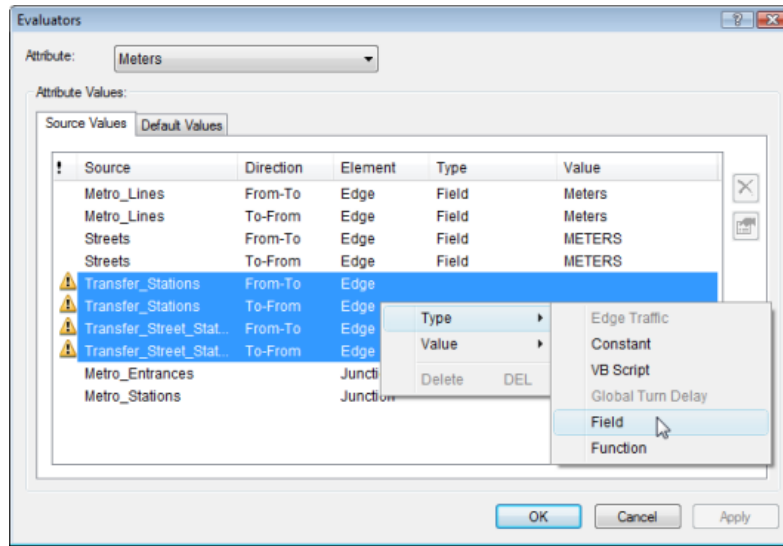 Evaluators
Attribute: Meters
Attribute Values:
Source Values Default Values
! Source Direction Element Type Value
Metro_Lines From-To Edge Field Meters
Metro_Lines To-From Edge Field Meters
Streets From-To Edge Field METERS
Streets To-From Edge Field METERS
Transfer_Stations From-To Edge
Transfer_Stations To-From Edge
Transfer_Street_Stat... From-To Edge
Transfer_Street_Stat... To-From Edge
Metro_Entrances Juncti
Metro_Stations Junction
Type
Value
Delete DEL
Edge Traffic
Constant
VB Script
Global Turn Delay
Field
Function
OK Cancel Apply